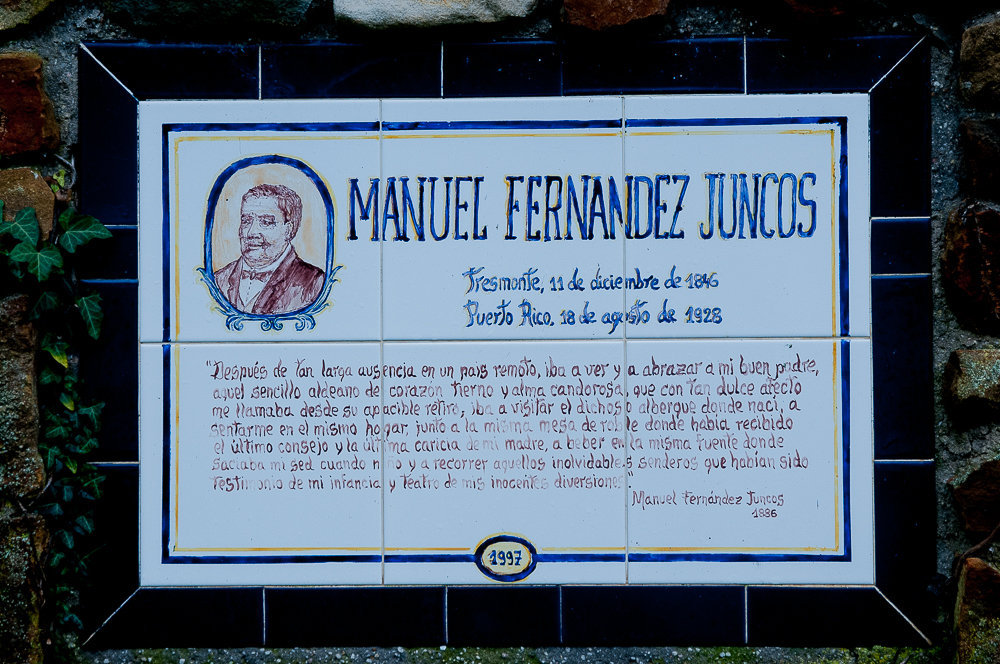 MANUEL FERNANDEZ JUNCOS
Tresmonte, 11 de diciembre de 1846
Puerto Rico, 18 de agosto de 1928
"Después de tan larga ausencia en un país remoto, iba a ver y a abrazar a mi buen padre,
aquel sencillo aldeano de corazón tierno y alma candorosa, que con tan dulce afecto
me llamaba desde su apacible retiro, iba a visitar el dichoso albergue donde nací, a
sentarme en el mismo hogar, junto a la misma mesa de roble donde había recibido
el último consejo y la última caricia de mi madre, a beber en la misma fuente donde
saciaba mi sed cuando niño y a recorrer aquellos inolvidables senderos que habían sido
testimonio de mi infancia y teatro de mis inocentes diversiones."
Manuel Fernández Juncos
1886
1997